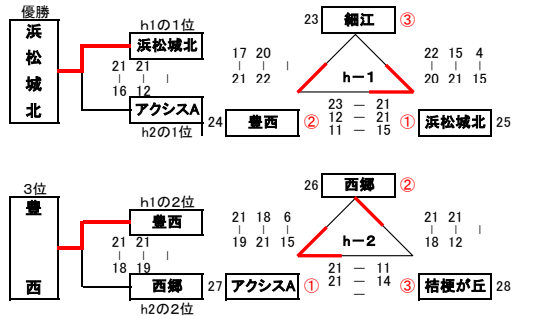 優勝
浜松城北
h1の1位
浜松城北
21 21
| | |
16 12
アクシスA
h2の1位
23 細江 ③
17 20
| | |
21 22
h-1
22 15 4
| | |
20 21 15
23 — 21
12 — 21
11 — 15
24 豊西 ②
① 浜松城北 25
3位
豊西
h1の2位
豊西
21 21
| | |
18 19
西郷
h2の2位
26 西郷 ②
21 18 6
| | |
19 21 15
h-2
21 21
| | |
18 12
21 — 11
21 — 14
—
27 アクシスA ①
③ 桔梗が丘 28